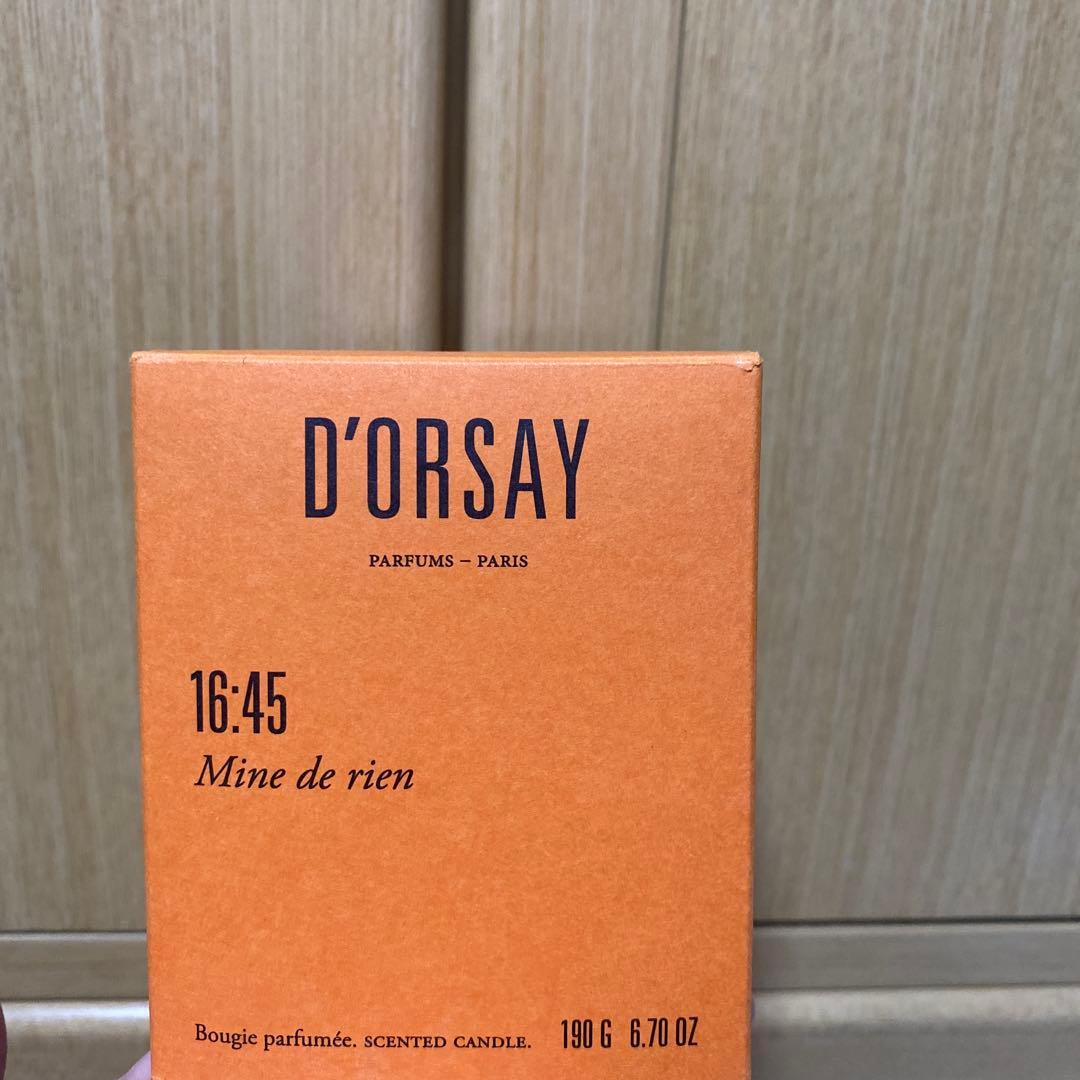 D'ORSAY
PARFUMS – PARIS
16:45
Mine de rien
Bougie parfumée. SCENTED CANDLE. 190 G 6.70 OZ